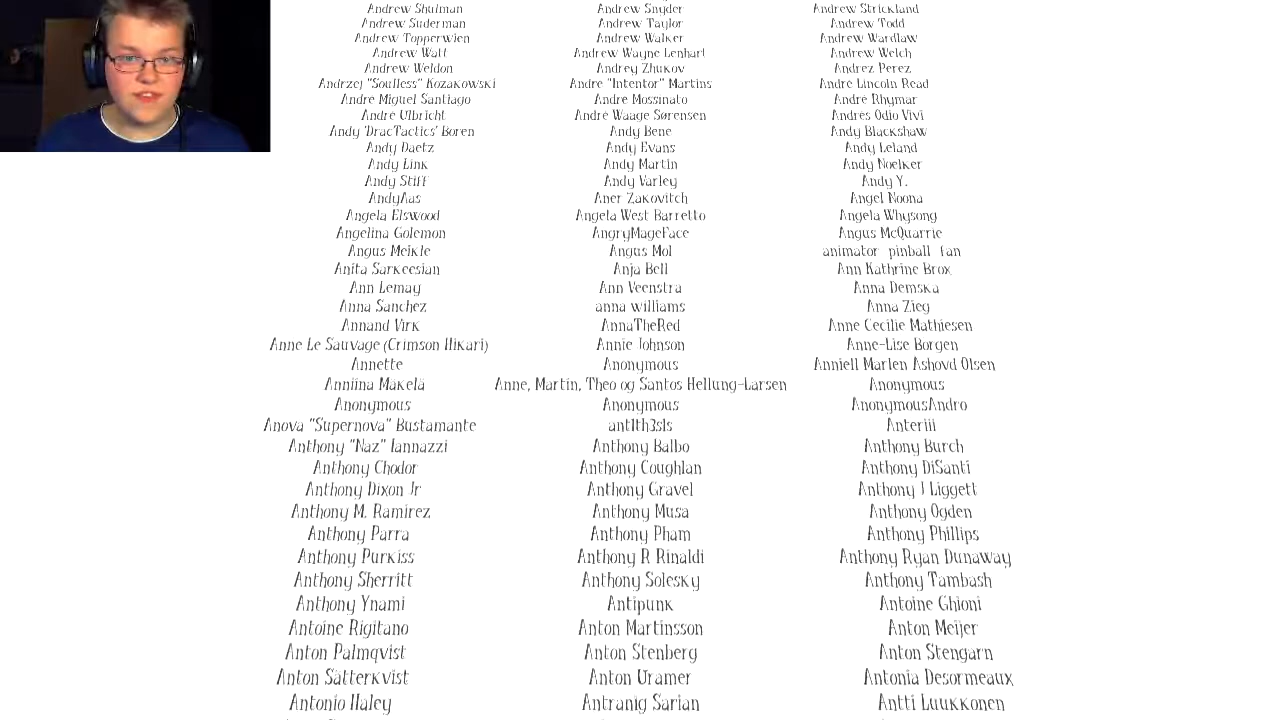 Andrew Shulman Andrew Snyder Andrew Strickland
Andrew Suderman Andrew Taylor Andrew Todd
Andrew Topperwien Andrew Walker Andrew Wardlaw
Andrew Watt Andrew Wayne Lenhart Andrew Welch
Andrew Weldon Andrey Zhukov Andrez Perez
Andrzej "Soulless" Kozakowski Andre "Intentor" Martins Andre Lincoln Read
Andre Miguel Santiago Andre Mossinato André Rhymar
André Ulbricht André Waage Sørensen Andrés Odio Vivi
Andy 'DracTactics' Boren Andy Bene Andy Blackshaw
Andy Daetz Andy Evans Andy Leland
Andy Link Andy Martin Andy Noelker
Andy Stiff Andy Varley Andy Y.
AndyAas Aner Zakovitch Angel Noona
Angela Elswood Angela West Barretto Angela Whysong
Angelina Golemon AngryMageFace Angus McQuarrie
Angus Meikle Angus Mol animator pinball fan
Anita Sarkeesian Anja Bell Ann Kathrine Brox
Ann Lemay Ann Veenstra Anna Demska
Anna Sanchez anna williams Anna Zieg
Annand Virk AnnaTheRed Anne Cecilie Mathiesen
Anne Le Sauvage (Crimson Hikari) Annie Johnson Anne-Lise Borgen
Annette Anonymous Anniell Marlen Ashovd Olsen
Anniina Mäkelä Anne, Martin, Theo og Santos Hellung-Larsen Anonymous
Anonymous Anonymous AnonymousAndro
Anova "Supernova" Bustamante ant1th3s1s Anteriii
Anthony "Naz" Iannazzi Anthony Balbo Anthony Burch
Anthony Chodor Anthony Coughlan Anthony DiSanti
Anthony Dixon Jr Anthony Gravel Anthony J Liggett
Anthony M. Ramirez Anthony Musa Anthony Ogden
Anthony Parra Anthony Pham Anthony Phillips
Anthony Purkiss Anthony R Rinaldi Anthony Ryan Dunaway
Anthony Sherritt Anthony Solesky Anthony Tambash
Anthony Ynami Antipunk Antoine Ghioni
Antoine Rigitano Anton Martinsson Anton Meijer
Anton Palmqvist Anton Stenberg Anton Stengarn
Anton Sätterkvist Anton Uramer Antonia Desormeaux
Antonio Haley Antranig Sarian Antti Luukkonen